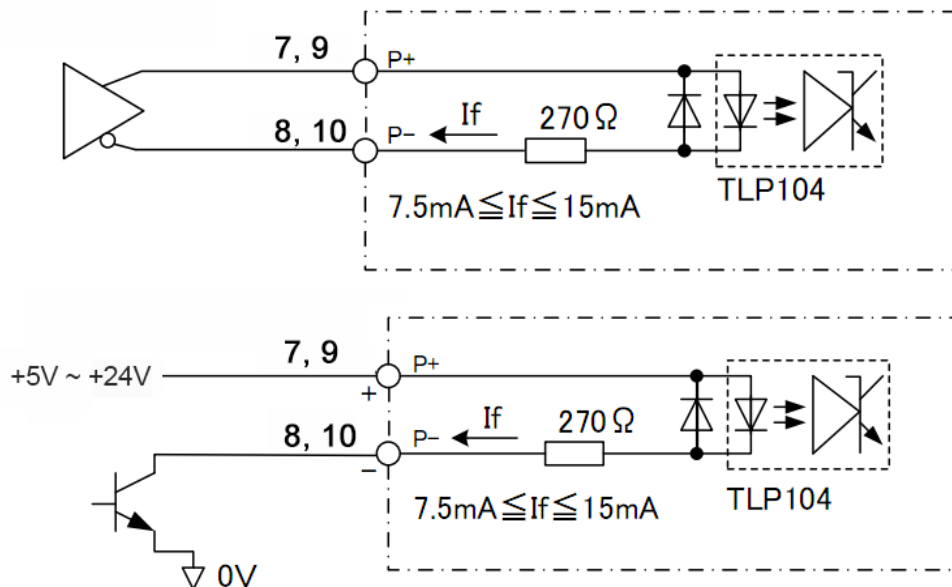 7, 9
P+
8, 10
P−
If
270Ω
TLP104
7.5mA≦If≦15mA
7, 9
+5V ~ +24V
P+
+
8, 10
P−
−
If
270Ω
TLP104
7.5mA≦If≦15mA
0V